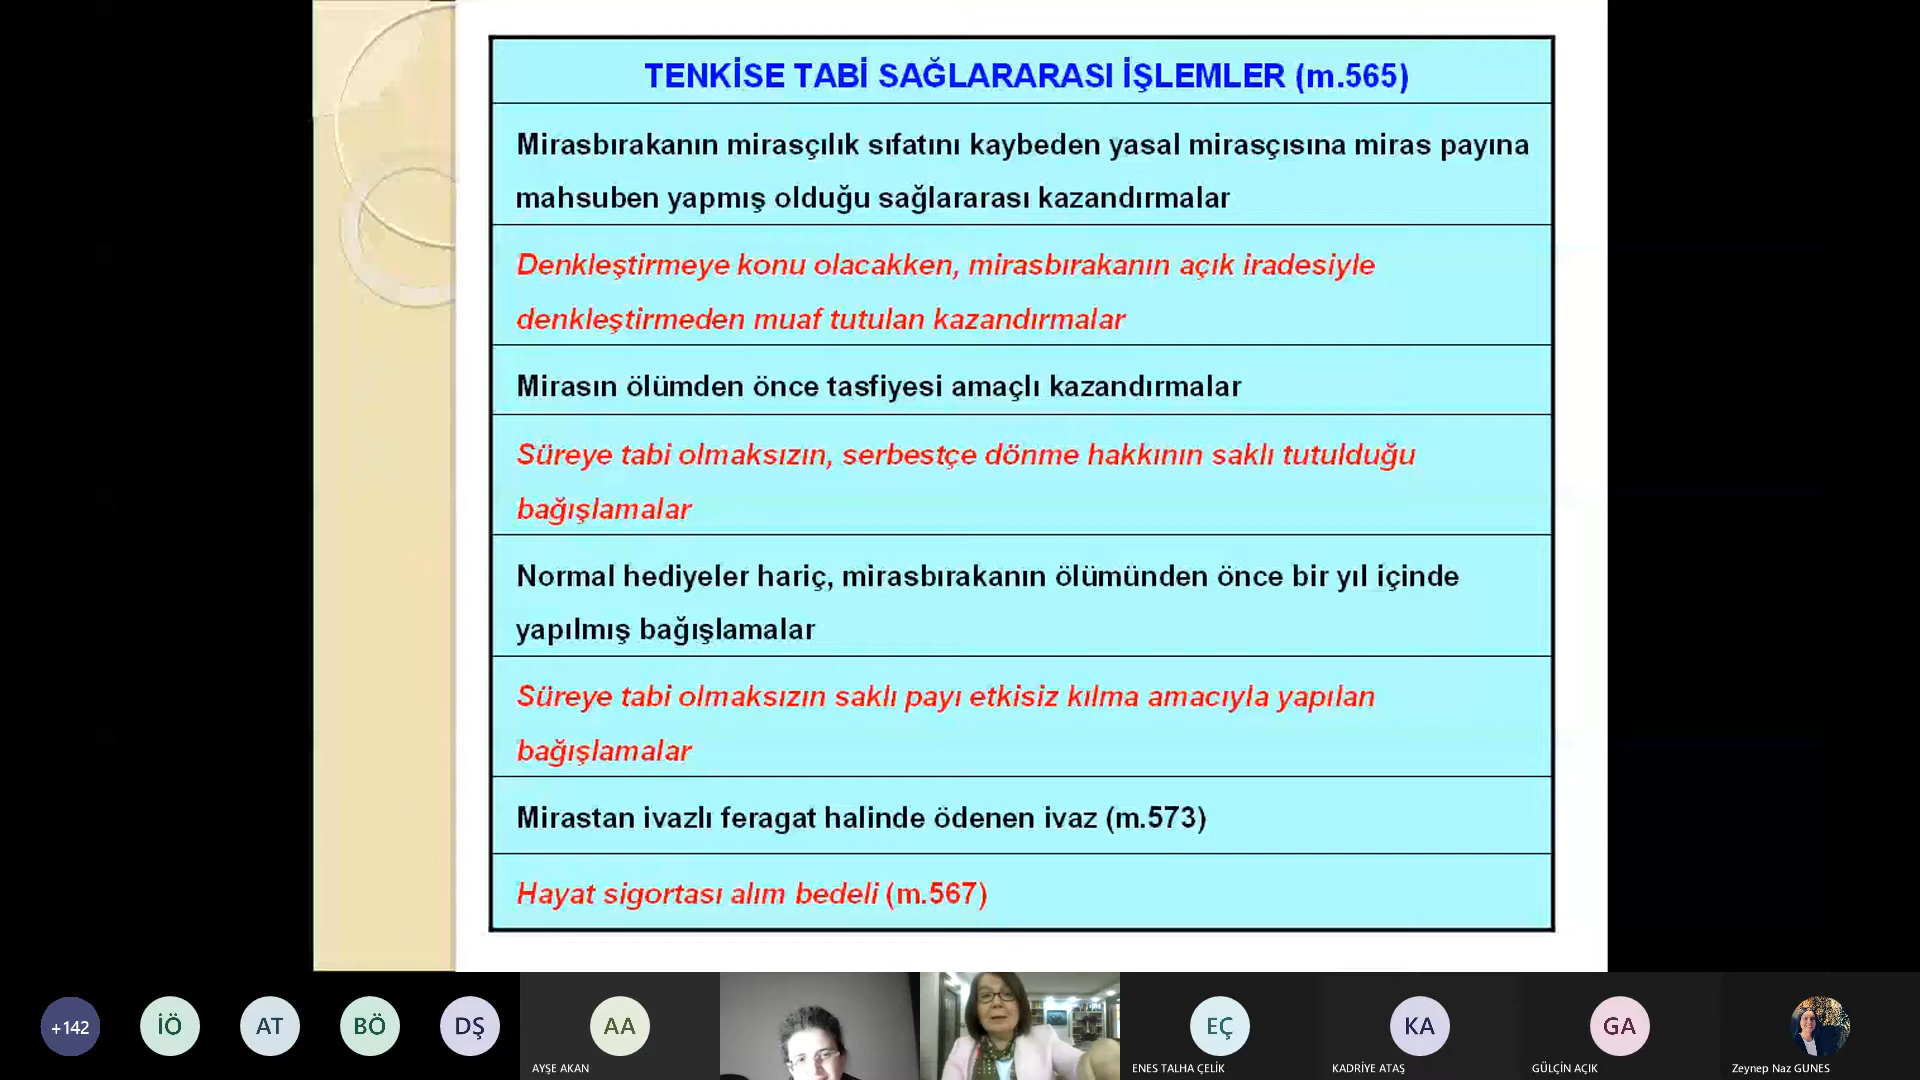 TENKİSE TABİ SAĞLARARASI İŞLEMLER (m.565)
Mirasbırakanın mirasçılık sıfatını kaybeden yasal mirasçısına miras payına
mahsuben yapmış olduğu sağlararası kazandırmalar
Denkleştirmeye konu olacakken, mirasbırakanın açık iradesiyle
denkleştirmeden muaf tutulan kazandırmalar
Mirasın ölümden önce tasfiyesi amaçlı kazandırmalar
Süreye tabi olmaksızın, serbestçe dönme hakkının saklı tutulduğu
bağışlamalar
Normal hediyeler hariç, mirasbırakanın ölümünden önce bir yıl içinde
yapılmış bağışlamalar
Süreye tabi olmaksızın saklı payı etkisiz kılma amacıyla yapılan
bağışlamalar
Mirastan ivazlı feragat halinde ödenen ivaz (m.573)
Hayat sigortası alım bedeli (m.567)
+142
İÖ
AT
BÖ
DŞ
AA
EÇ
KA
GA
AYŞE AKAN
ENES TALHA ÇELİK
KADRİYE ATAŞ
GÜLÇİN AÇIK
Zeynep Naz GUNES